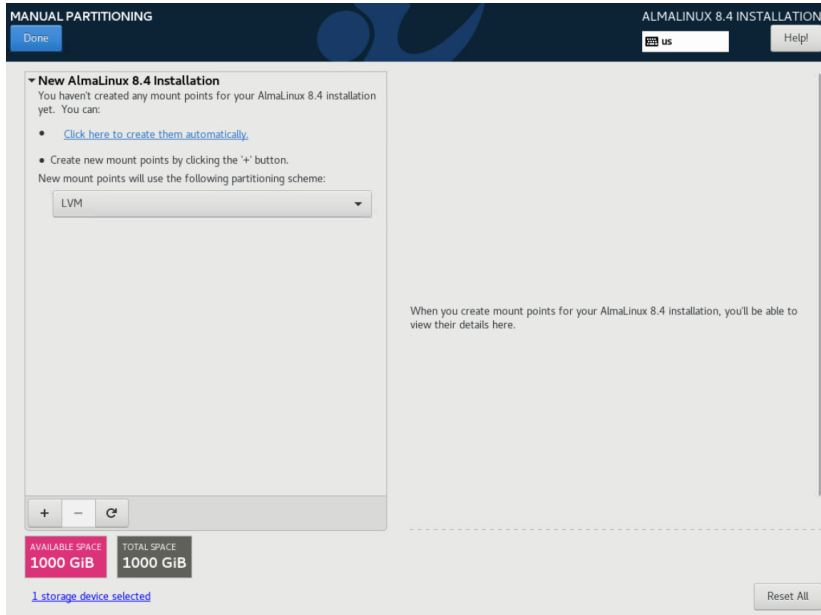 MANUAL PARTITIONING
ALMALINUX 8.4 INSTALLATION
Done
us
Help!
New AlmaLinux 8.4 Installation
You haven't created any mount points for your AlmaLinux 8.4 installation
yet. You can:
• Click here to create them automatically.
• Create new mount points by clicking the '+' button.
New mount points will use the following partitioning scheme:
LVM
When you create mount points for your AlmaLinux 8.4 installation, you'll be able to
view their details here.
+ −
AVAILABLE SPACE
1000 GiB
TOTAL SPACE
1000 GiB
1 storage device selected
Reset All